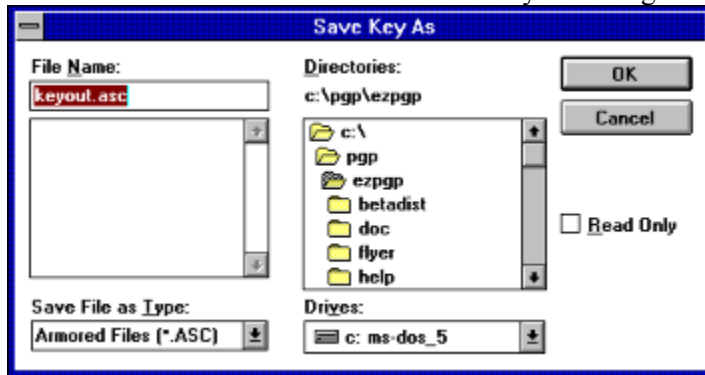 Save Key As
File Name:
keyout.asc
Directories:
c:\pgp\ezpgp
c:\
pgp
ezpgp
betadist
doc
flyer
help
OK
Cancel
Read Only
Save File as Type:
Armored Files (*.ASC)
Drives:
c: ms-dos_5